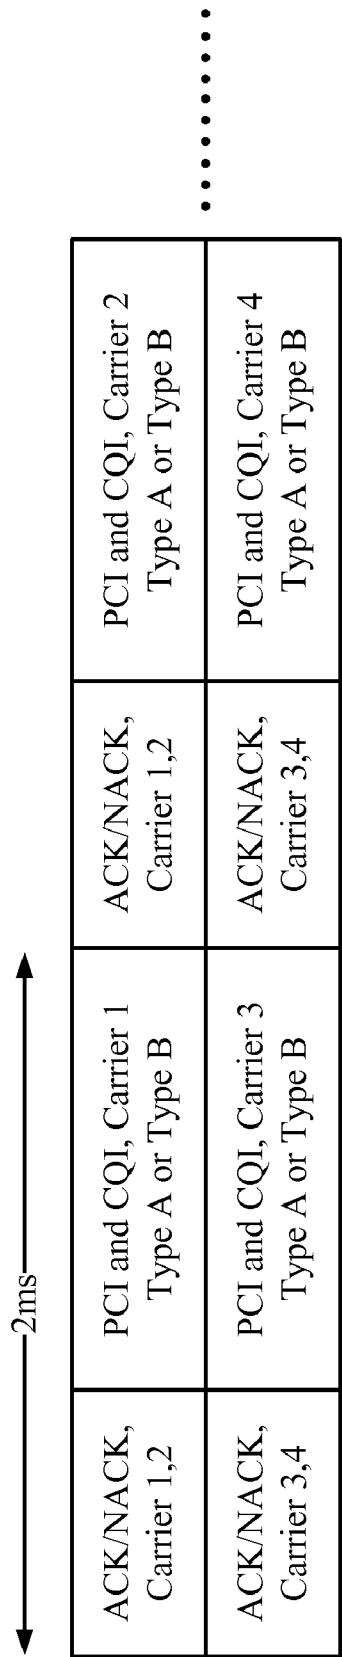 2ms
ACK/NACK,
Carrier 1,2
PCI and CQI, Carrier 1
Type A or Type B
ACK/NACK,
Carrier 1,2
PCI and CQI, Carrier 2
Type A or Type B
ACK/NACK,
Carrier 3,4
PCI and CQI, Carrier 3
Type A or Type B
ACK/NACK,
Carrier 3,4
PCI and CQI, Carrier 4
Type A or Type B